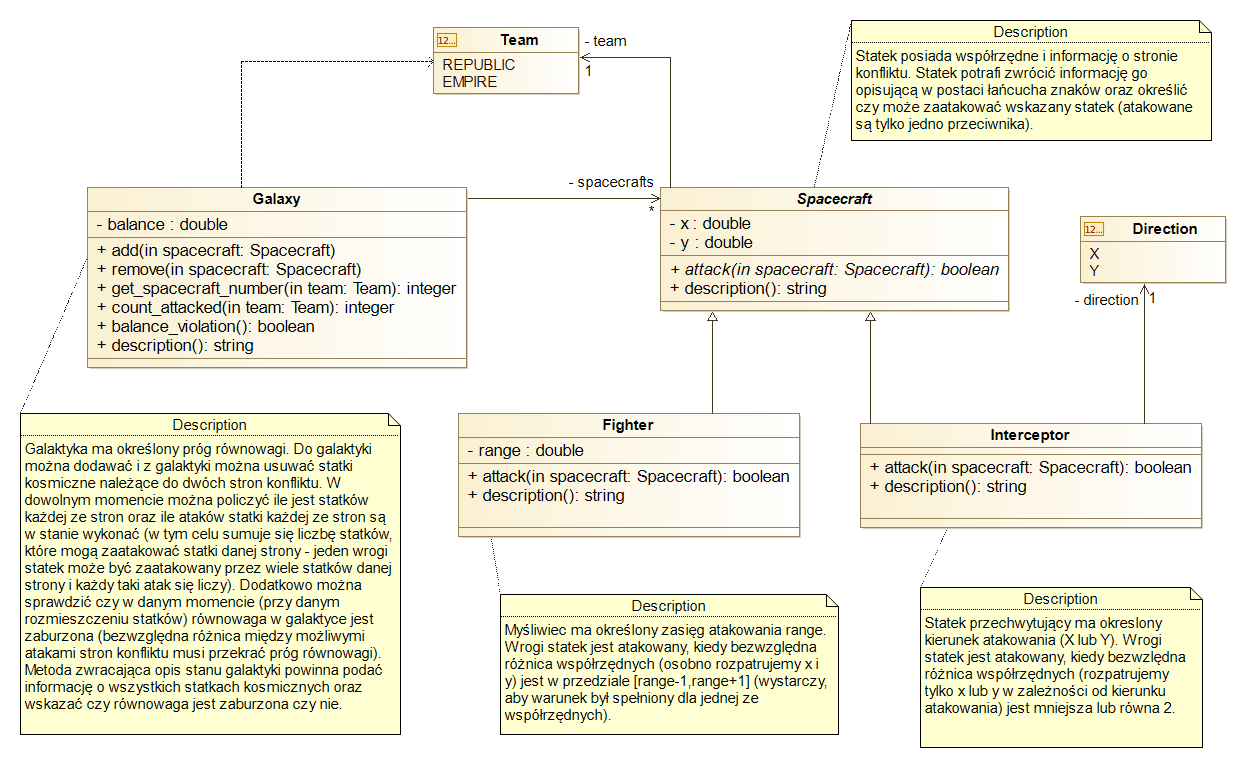 12... Team
REPUBLIC
EMPIRE
- team
1
Description
Statek posiada współrzędne i informację o stronie
konfliktu. Statek potrafi zwrócić informację go
opisującą w postaci łańcucha znaków oraz określić
czy może zaatakować wskazany statek (atakowane
są tylko jedno przeciwnika).
Galaxy
- balance : double
+ add(in spacecraft: Spacecraft)
+ remove(in spacecraft: Spacecraft)
+ get_spacecraft_number(in team: Team): integer
+ count_attacked(in team: Team): integer
+ balance_violation(): boolean
+ description(): string
- spacecrafts
*
Spacecraft
- x : double
- y : double
+ attack(in spacecraft: Spacecraft): boolean
+ description(): string
12... Direction
X
Y
- direction
1
Description
Galaktyka ma określony próg równowagi. Do galaktyki
można dodawać i z galaktyki można usuwać statki
kosmiczne należące do dwóch stron konfliktu. W
dowolnym momencie można policzyć ile jest statków
każdej ze stron oraz ile ataków statki każdej ze stron są
w stanie wykonać (w tym celu sumuje się liczbę statków,
które mogą zaatakować statki danej strony - jeden wrogi
statek może być zaatakowany przez wiele statków danej
strony i każdy taki atak się liczy). Dodatkowo można
sprawdzić czy w danym momencie (przy danym
rozmieszczeniu statków) równowaga w galaktyce jest
zaburzona (bezwzględna różnica między możliwymi
atakami stron konfliktu musi przekrać próg równowagi).
Metoda zwracająca opis stanu galaktyki powinna podać
informację o wszystkich statkach kosmicznych oraz
wskazać czy równowaga jest zaburzona czy nie.
Fighter
- range : double
+ attack(in spacecraft: Spacecraft): boolean
+ description(): string
Interceptor
+ attack(in spacecraft: Spacecraft): boolean
+ description(): string
Description
Myśliwiec ma określony zasięg atakowania range.
Wrogi statek jest atakowany, kiedy bezwzględna
różnica współrzędnych (osobno rozpatrujemy x i
y) jest w przedziale [range-1,range+1] (wystarczy,
aby warunek był spełniony dla jednej ze
współrzędnych).
Description
Statek przechwytujący ma okreslony
kierunek atakowania (X lub Y). Wrogi
statek jest atakowany, kiedy bezwzlędna
różnica współrzędnych (rozpatrujemy
tylko x lub y w zależności od kierunku
atakowania) jest mniejsza lub równa 2.